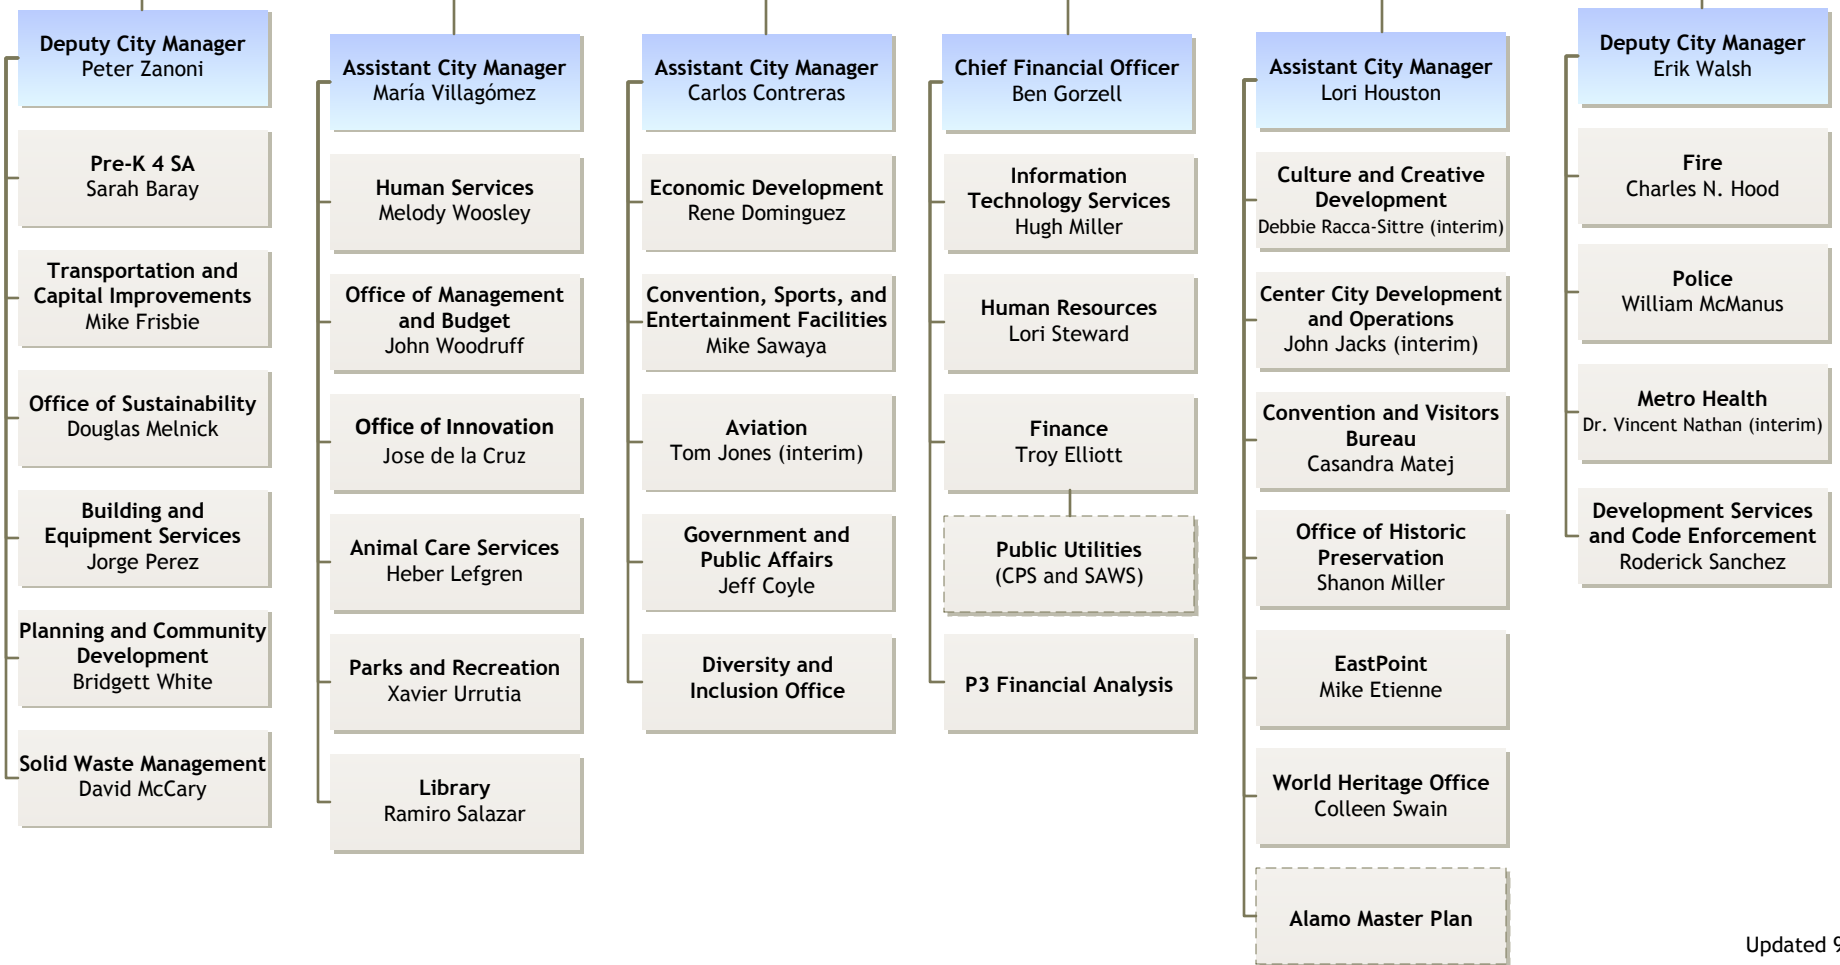 Deputy City Manager
Peter Zanoni
Pre-K 4 SA
Sarah Baray
Transportation and
Capital Improvements
Mike Frisbie
Office of Sustainability
Douglas Melnick
Building and
Equipment Services
Jorge Perez
Planning and Community
Development
Bridgett White
Solid Waste Management
David McCary
Assistant City Manager
María Villagómez
Human Services
Melody Woosley
Office of Management
and Budget
John Woodruff
Office of Innovation
Jose de la Cruz
Animal Care Services
Heber Lefgren
Parks and Recreation
Xavier Urrutia
Library
Ramiro Salazar
Assistant City Manager
Carlos Contreras
Economic Development
Rene Dominguez
Convention, Sports, and
Entertainment Facilities
Mike Sawaya
Aviation
Tom Jones (interim)
Government and
Public Affairs
Jeff Coyle
Diversity and
Inclusion Office
Chief Financial Officer
Ben Gorzell
Information
Technology Services
Hugh Miller
Human Resources
Lori Steward
Finance
Troy Elliott
Public Utilities
(CPS and SAWS)
P3 Financial Analysis
Assistant City Manager
Lori Houston
Culture and Creative
Development
Debbie Racca-Sittre (interim)
Center City Development
and Operations
John Jacks (interim)
Convention and Visitors
Bureau
Casandra Matej
Office of Historic
Preservation
Shanon Miller
EastPoint
Mike Etienne
World Heritage Office
Colleen Swain
Alamo Master Plan
Deputy City Manager
Erik Walsh
Fire
Charles N. Hood
Police
William McManus
Metro Health
Dr. Vincent Nathan (interim)
Development Services
and Code Enforcement
Roderick Sanchez
Updated 9